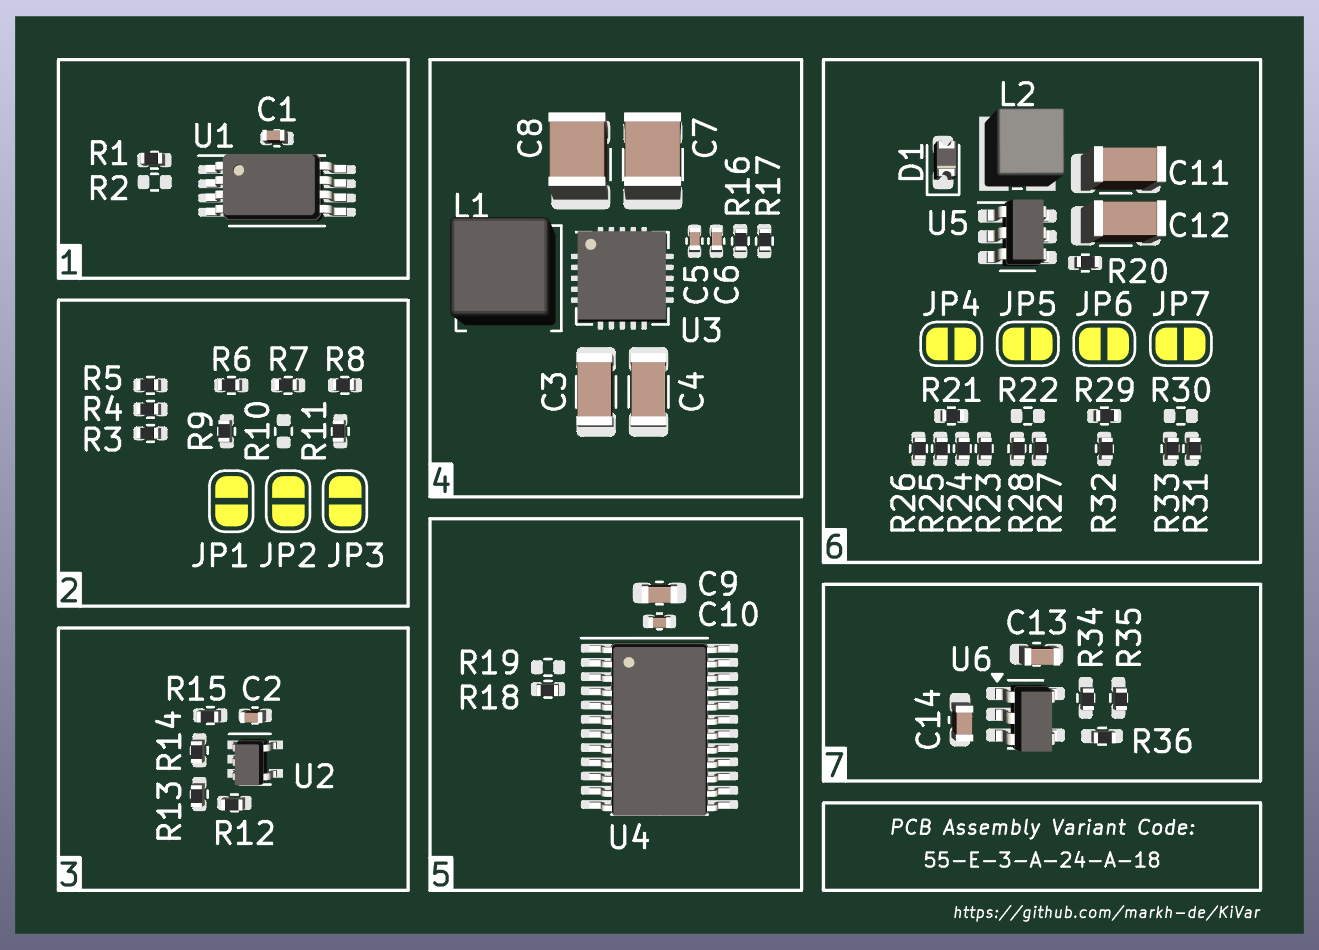 C1
U1
R1
R2
1
R6 R7 R8
R5
R4
R3
R9
R10
R11
JP1 JP2 JP3
2
R15 C2
R14
R13
U2
R12
3
C8
C7
R16
R17
L1
C5
C6
U3
C3
C4
4
C9
C10
R19
R18
U4
5
L2
D1
C11
U5
C12
R20
JP4 JP5 JP6 JP7
R21 R22 R29 R30
R26
R25
R24
R23
R28
R27
R32
R33
R31
6
C13
R34
R35
U6
C14
R36
7
PCB Assembly Variant Code:
55-E-3-A-24-A-18
https://github.com/markh-de/KiVar